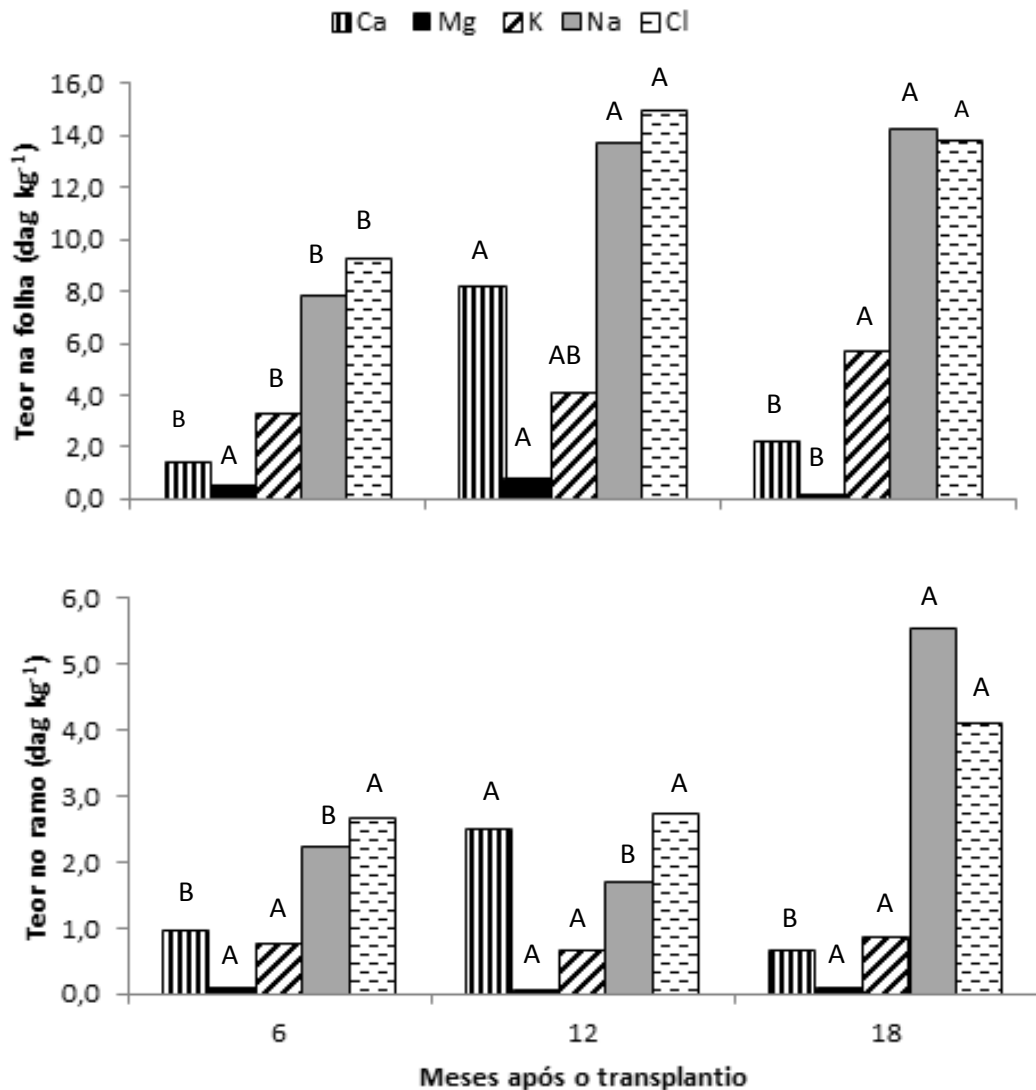 Ca Mg K Na Cl
Teor na folha (dag kg⁻¹)
16,0
14,0
12,0
10,0
8,0
6,0
4,0
2,0
0,0
B A B B B
A A AB A A
B B A A A
Teor no ramo (dag kg⁻¹)
6,0
5,0
4,0
3,0
2,0
1,0
0,0
B A A B A
A A A B A
B A A A A
6 12 18
Meses após o transplantio